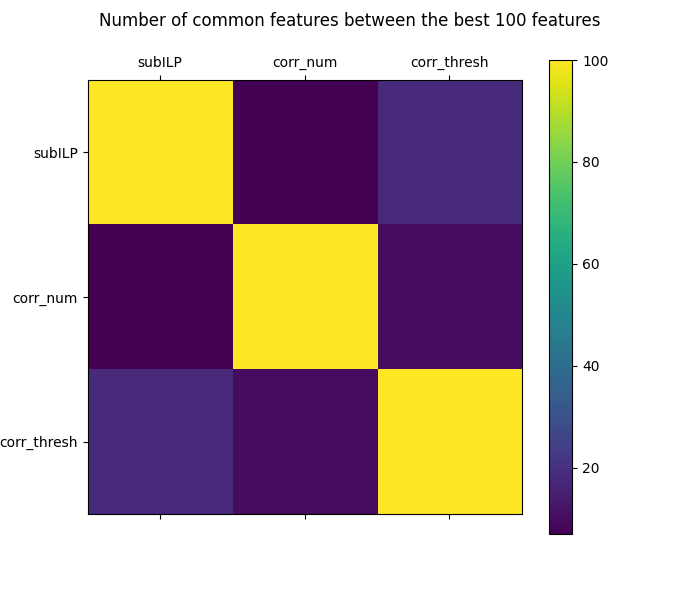 Number of common features between the best 100 features
subILP corr_num corr_thresh
100
subILP
80
60
corr_num
40
corr_thresh
20